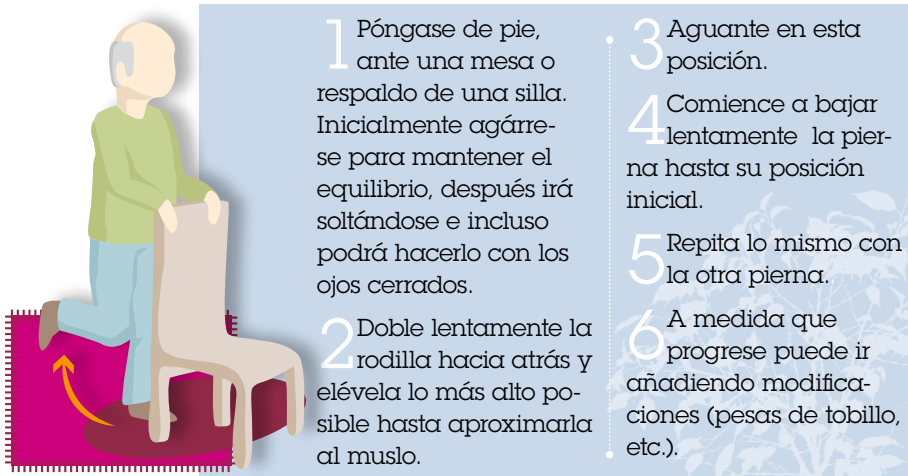 1 Póngase de pie,
ante una mesa o
respaldo de una silla.
Inicialmente agárre-
se para mantener el
equilibrio, después irá
soltándose e incluso
podrá hacerlo con los
ojos cerrados.
2 Doble lentamente la
rodilla hacia atrás y
elévela lo más alto po-
sible hasta aproximarla
al muslo.
3 Aguante en esta
posición.
4 Comience a bajar
lentamente la pier-
na hasta su posición
inicial.
5 Repita lo mismo con
la otra pierna.
6 A medida que
progrese puede ir
añadiendo modifica-
ciones (pesas de tobillo,
etc.).